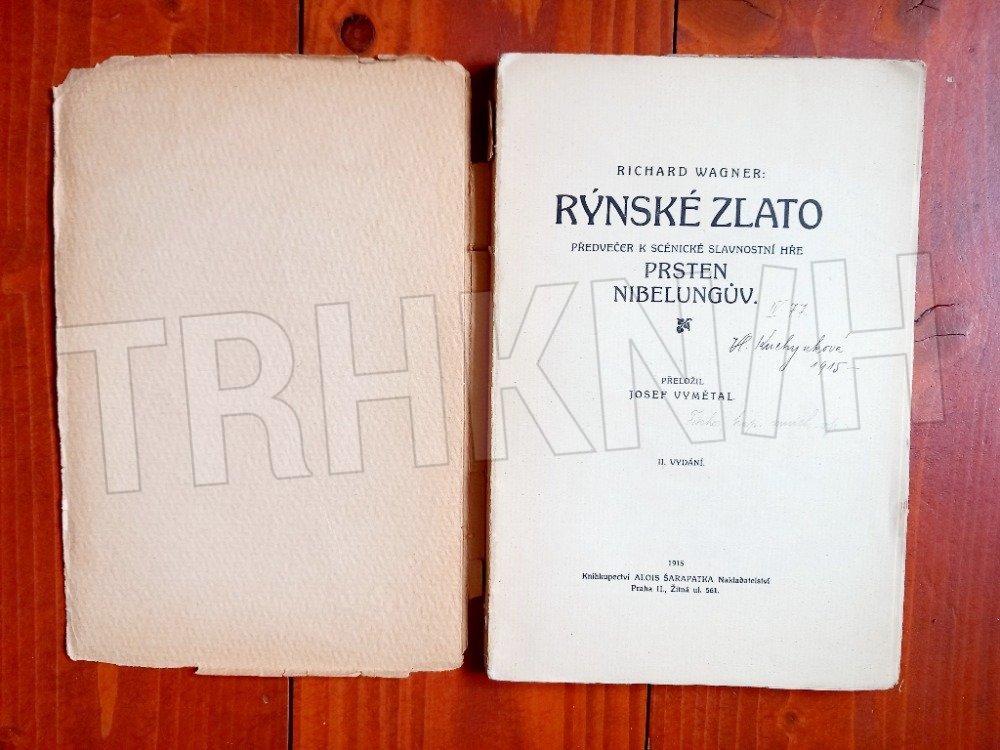 RICHARD WAGNER:
RÝNSKÉ ZLATO
PŘEDVEČER K SCÉNICKÉ SLAVNOSTNÍ HŘE
PRSTEN
NIBELUNGŮV.
Kuchynková
1915
PŘELOŽIL
JOSEF VYMĚTAL
II. VYDÁNÍ.
1915
Knihkupectví ALOIS ŠARAPATKA Nakladatelství
Praha II., Žitná ul. 561.
TRHKNIH